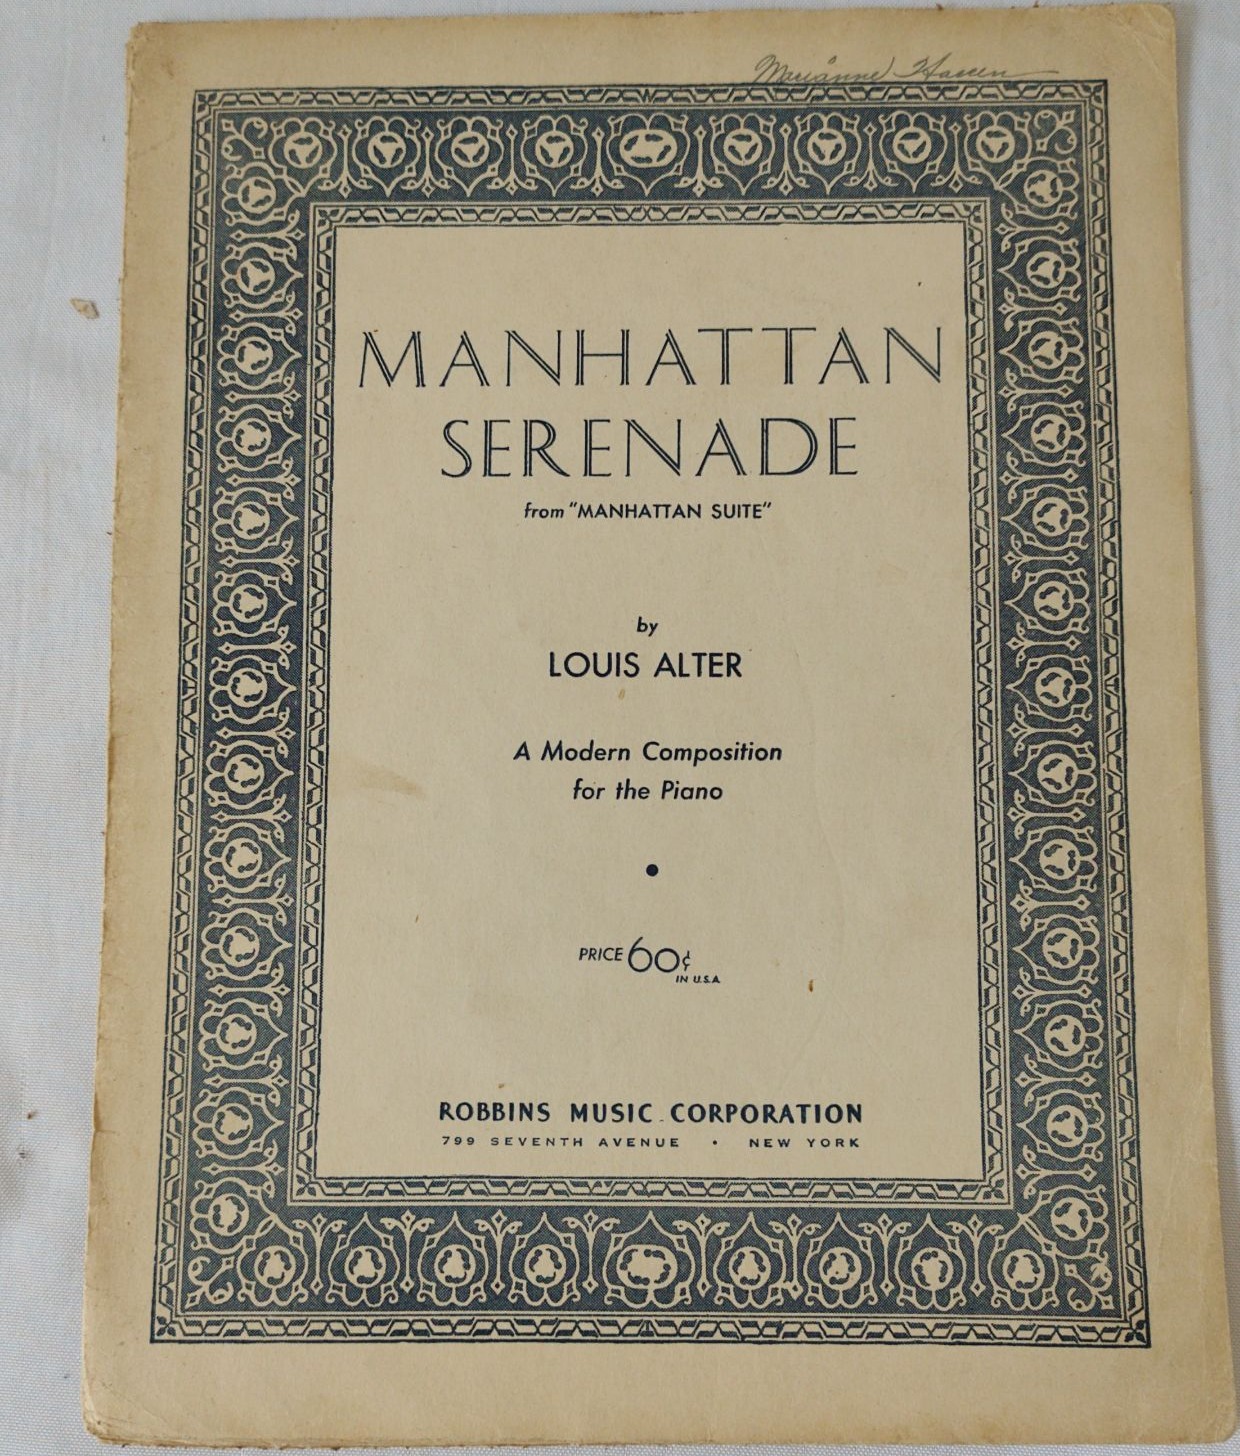 Marianne
MANHATTAN
SERENADE
from "MANHATTAN SUITE"
by
LOUIS ALTER
A Modern Composition
for the Piano
PRICE 60¢
IN U.S.A.
ROBBINS MUSIC CORPORATION
799 SEVENTH AVENUE • NEW YORK